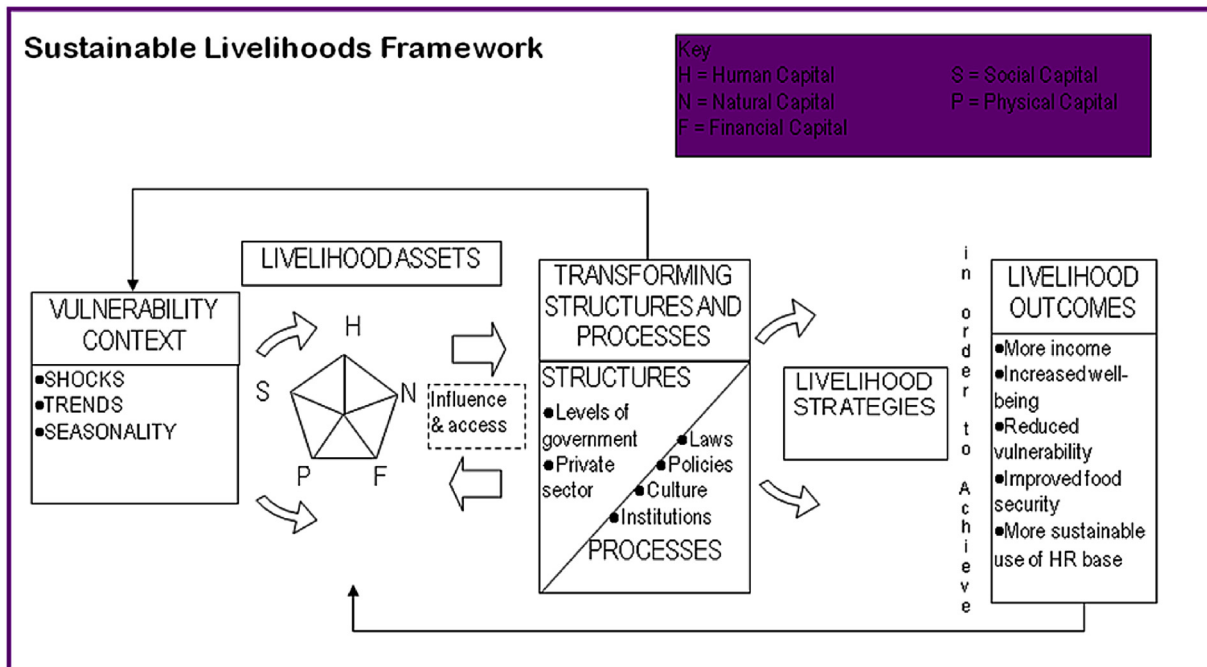 Sustainable Livelihoods Framework
Key
H = Human Capital S = Social Capital
N = Natural Capital P = Physical Capital
F = Financial Capital
LIVELIHOOD ASSETS
VULNERABILITY
CONTEXT
●SHOCKS
●TRENDS
●SEASONALITY
H
S
N
P
F
Influence
& access
TRANSFORMING
STRUCTURES AND
PROCESSES
STRUCTURES
●Levels of
government
●Private
sector
●Laws
●Policies
●Culture
●Institutions
PROCESSES
LIVELIHOOD
STRATEGIES
in order to Achieve
LIVELIHOOD
OUTCOMES
●More income
●Increased well-
being
●Reduced
vulnerability
●Improved food
security
●More sustainable
use of HR base